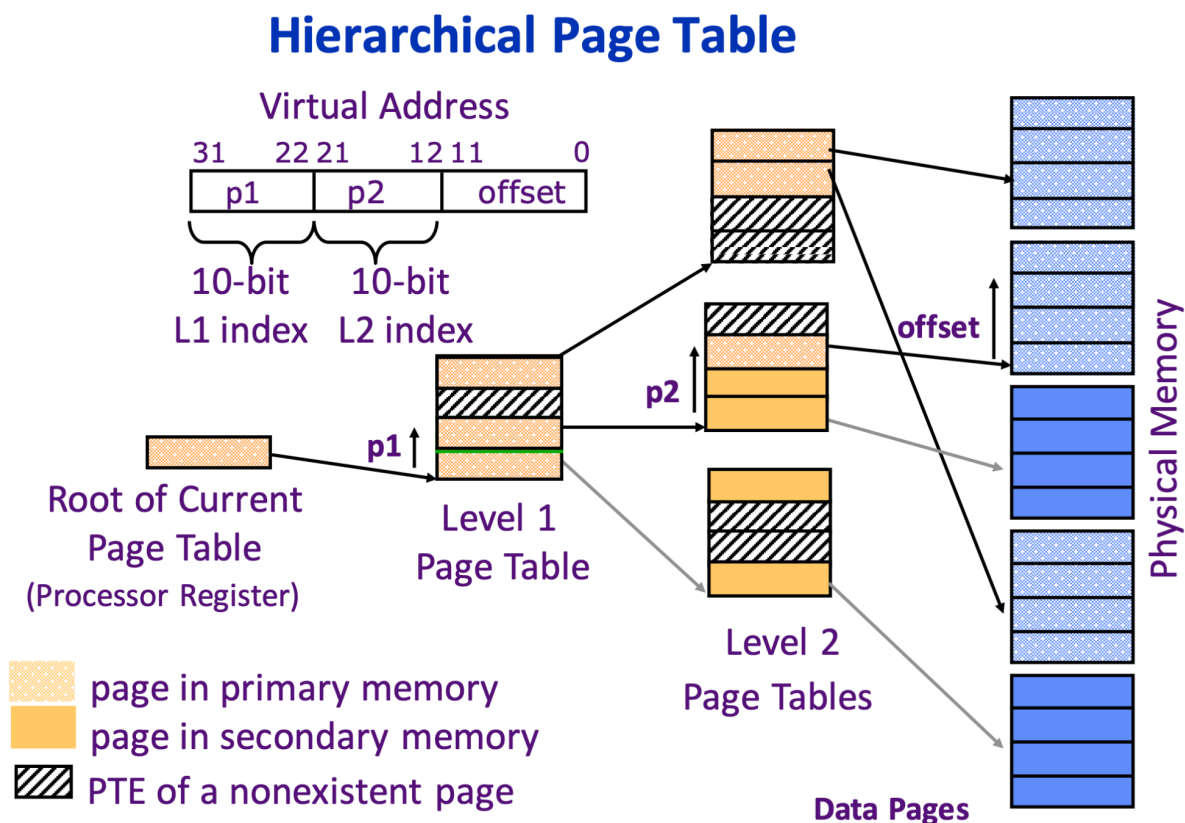 Hierarchical Page Table
Virtual Address
31 22 21 12 11 0
p1 p2 offset
10-bit 10-bit
L1 index L2 index
offset
p2
p1
Root of Current
Page Table
(Processor Register)
Level 1
Page Table
Level 2
Page Tables
Physical Memory
page in primary memory
page in secondary memory
PTE of a nonexistent page
Data Pages